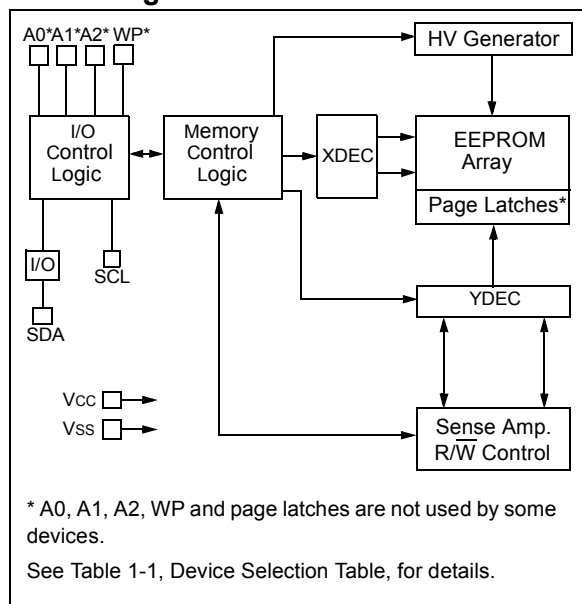 A0* A1* A2* WP*
HV Generator
I/O
Control
Logic
Memory
Control
Logic
XDEC
EEPROM
Array
Page Latches*
I/O
SCL
SDA
YDEC
VCC
VSS
Sense Amp.
R/W̅ Control
* A0, A1, A2, WP and page latches are not used by some
devices.
See Table 1-1, Device Selection Table, for details.